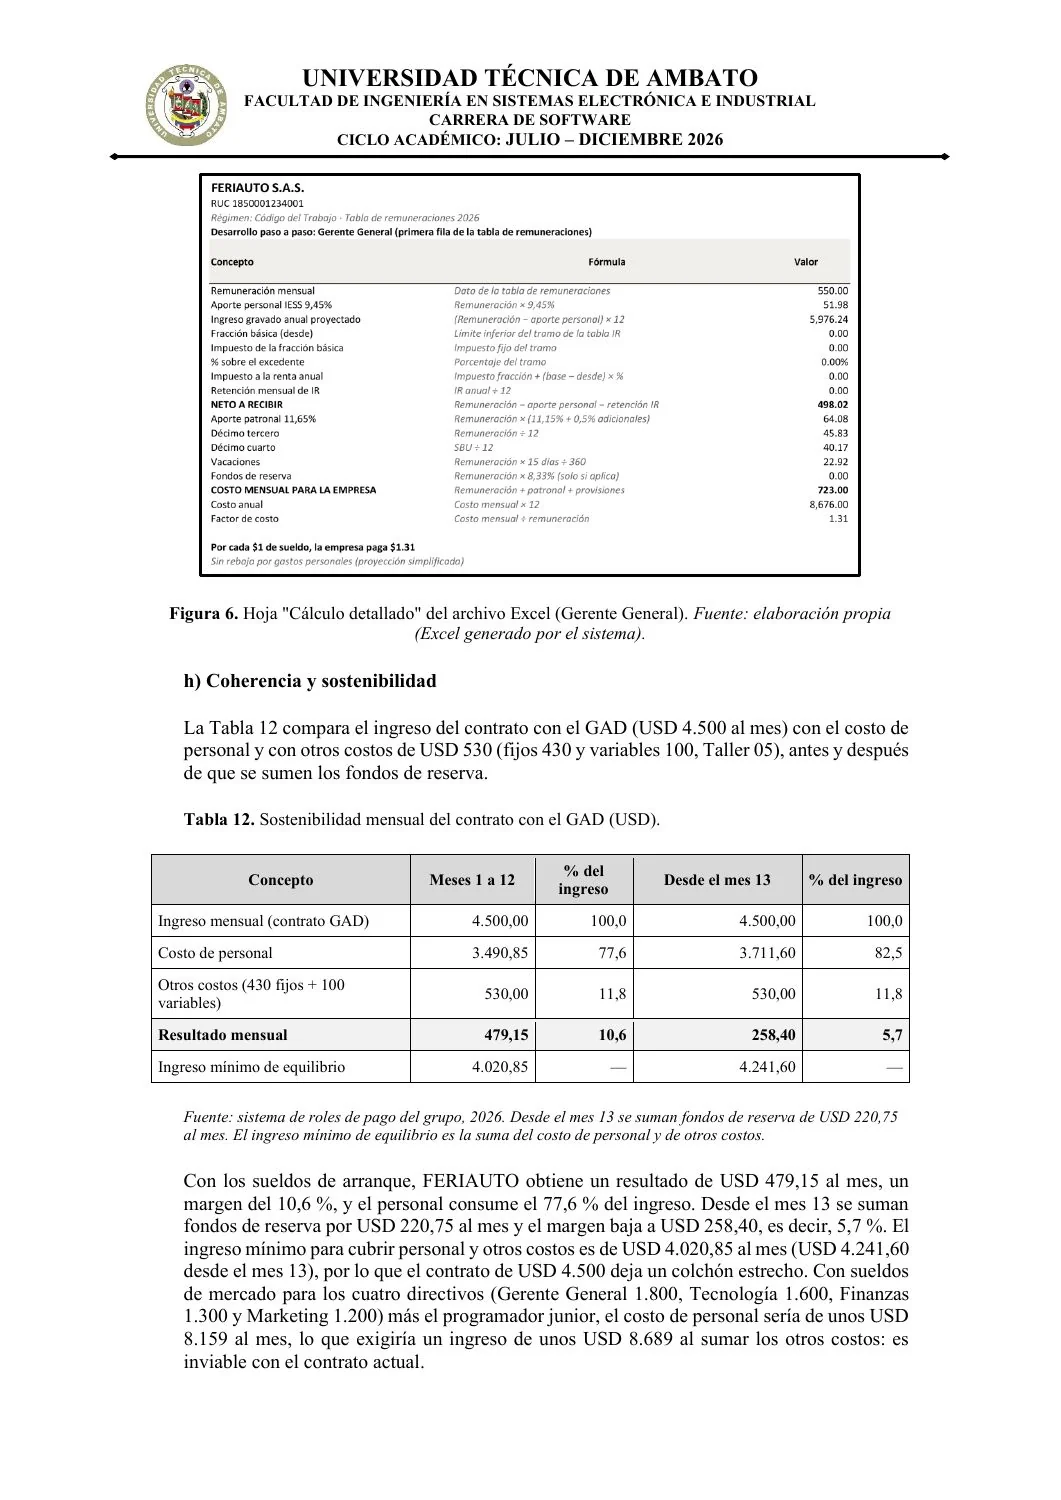 UNIVERSIDAD TÉCNICA DE AMBATO
FACULTAD DE INGENIERÍA EN SISTEMAS ELECTRÓNICA E INDUSTRIAL
CARRERA DE SOFTWARE
CICLO ACADÉMICO: JULIO – DICIEMBRE 2026
FERIAUTO S.A.S.
RUC 1850001234001
Régimen: Código del Trabajo · Tabla de remuneraciones 2026
Desarrollo paso a paso: Gerente General (primera fila de la tabla de remuneraciones)
Concepto Fórmula Valor
Remuneración mensual Dato de la tabla de remuneraciones 550.00
Aporte personal IESS 9,45% Remuneración × 9,45% 51.98
Ingreso gravado anual proyectado (Remuneración − aporte personal) × 12 5,976.24
Fracción básica (desde) Límite inferior del tramo de la tabla IR 0.00
Impuesto de la fracción básica Impuesto fijo del tramo 0.00
% sobre el excedente Porcentaje del tramo 0.00%
Impuesto a la renta anual Impuesto fracción + (base − desde) × % 0.00
Retención mensual de IR IR anual ÷ 12 0.00
NETO A RECIBIR Remuneración − aporte personal − retención IR 498.02
Aporte patronal 11,65% Remuneración × (11,15% + 0,5% adicionales) 64.08
Décimo tercero Remuneración ÷ 12 45.83
Décimo cuarto SBU ÷ 12 40.17
Vacaciones Remuneración × 15 días ÷ 360 22.92
Fondos de reserva Remuneración × 8,33% (solo si aplica) 0.00
COSTO MENSUAL PARA LA EMPRESA Remuneración + patronal + provisiones 723.00
Costo anual Costo mensual × 12 8,676.00
Factor de costo Costo mensual ÷ remuneración 1.31
Por cada $1 de sueldo, la empresa paga $1.31
Sin rebaja por gastos personales (proyección simplificada)
Figura 6. Hoja "Cálculo detallado" del archivo Excel (Gerente General). Fuente: elaboración propia
(Excel generado por el sistema).
h) Coherencia y sostenibilidad
La Tabla 12 compara el ingreso del contrato con el GAD (USD 4.500 al mes) con el costo de
personal y con otros costos de USD 530 (fijos 430 y variables 100, Taller 05), antes y después
de que se sumen los fondos de reserva.
Tabla 12. Sostenibilidad mensual del contrato con el GAD (USD).
Concepto Meses 1 a 12 % del ingreso Desde el mes 13 % del ingreso
Ingreso mensual (contrato GAD) 4.500,00 100,0 4.500,00 100,0
Costo de personal 3.490,85 77,6 3.711,60 82,5
Otros costos (430 fijos + 100
variables) 530,00 11,8 530,00 11,8
Resultado mensual 479,15 10,6 258,40 5,7
Ingreso mínimo de equilibrio 4.020,85 — 4.241,60 —
Fuente: sistema de roles de pago del grupo, 2026. Desde el mes 13 se suman fondos de reserva de USD 220,75
al mes. El ingreso mínimo de equilibrio es la suma del costo de personal y de otros costos.
Con los sueldos de arranque, FERIAUTO obtiene un resultado de USD 479,15 al mes, un
margen del 10,6 %, y el personal consume el 77,6 % del ingreso. Desde el mes 13 se suman
fondos de reserva por USD 220,75 al mes y el margen baja a USD 258,40, es decir, 5,7 %. El
ingreso mínimo para cubrir personal y otros costos es de USD 4.020,85 al mes (USD 4.241,60
desde el mes 13), por lo que el contrato de USD 4.500 deja un colchón estrecho. Con sueldos
de mercado para los cuatro directivos (Gerente General 1.800, Tecnología 1.600, Finanzas
1.300 y Marketing 1.200) más el programador junior, el costo de personal sería de unos USD
8.159 al mes, lo que exigiría un ingreso de unos USD 8.689 al sumar los otros costos: es
inviable con el contrato actual.